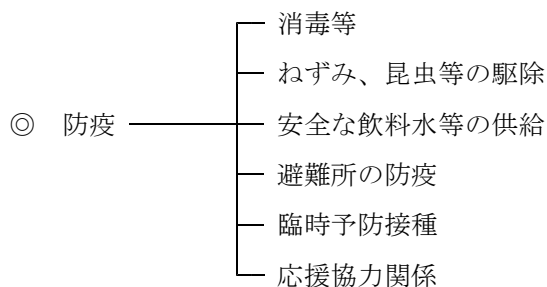 消毒等
ねずみ、昆虫等の駆除
◎ 防疫
安全な飲料水等の供給
避難所の防疫
臨時予防接種
応援協力関係